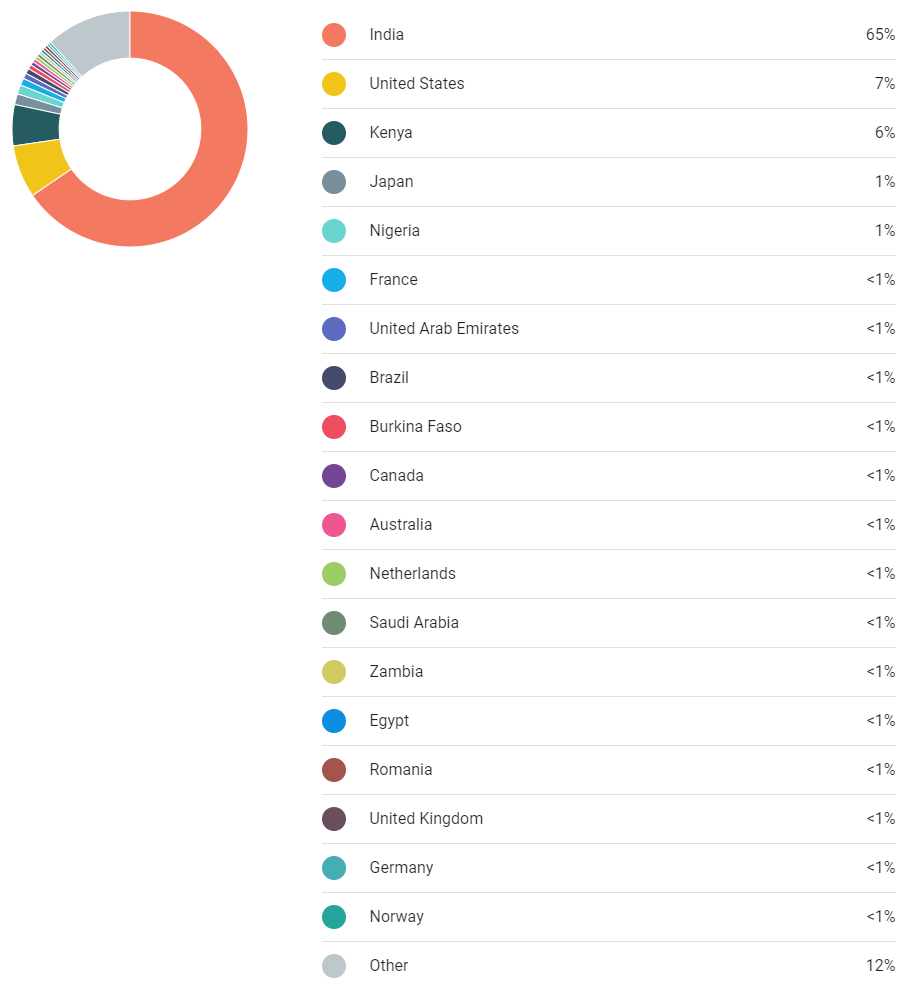 India 65%
United States 7%
Kenya 6%
Japan 1%
Nigeria 1%
France <1%
United Arab Emirates <1%
Brazil <1%
Burkina Faso <1%
Canada <1%
Australia <1%
Netherlands <1%
Saudi Arabia <1%
Zambia <1%
Egypt <1%
Romania <1%
United Kingdom <1%
Germany <1%
Norway <1%
Other 12%